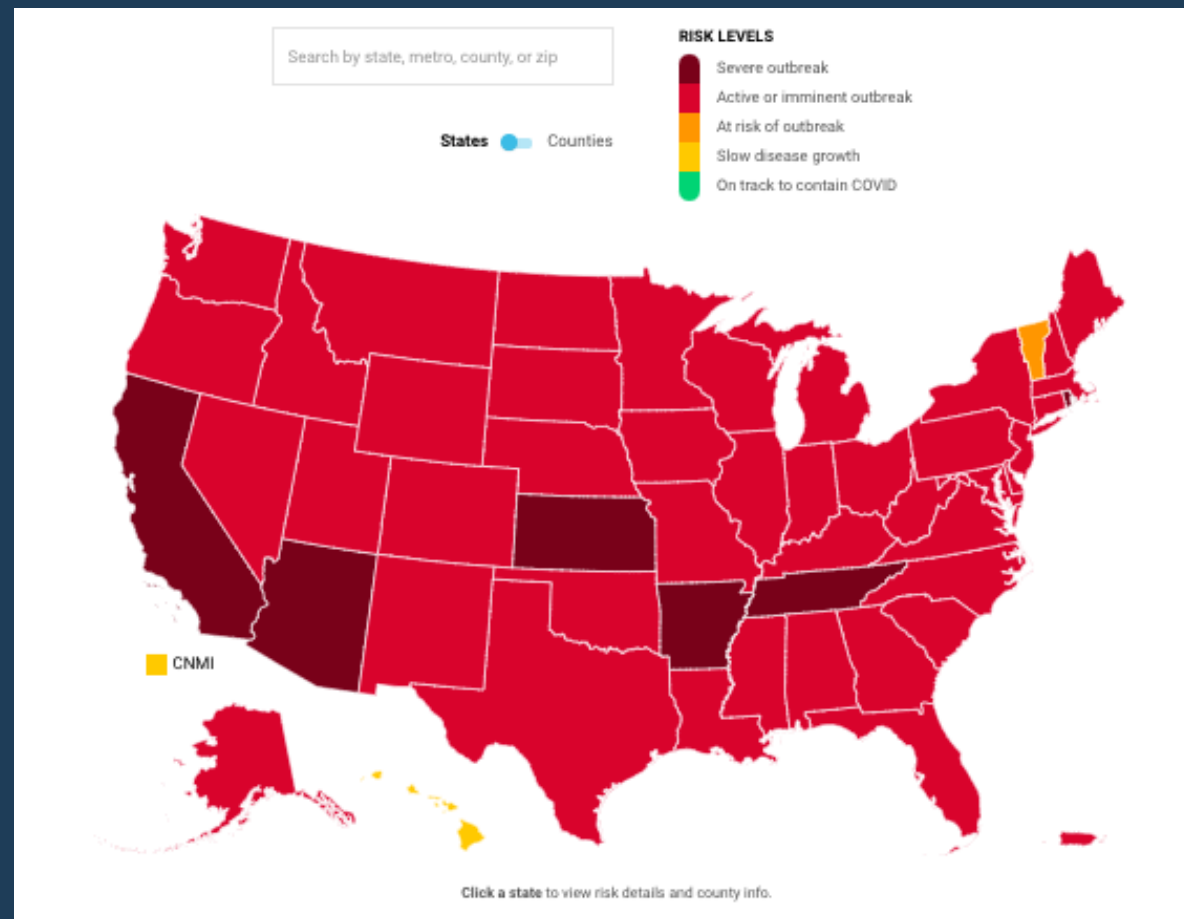 Search by state, metro, county, or zip
States
Counties
RISK LEVELS
Severe outbreak
Active or imminent outbreak
At risk of outbreak
Slow disease growth
On track to contain COVID
CNMI
Click a state to view risk details and county info.